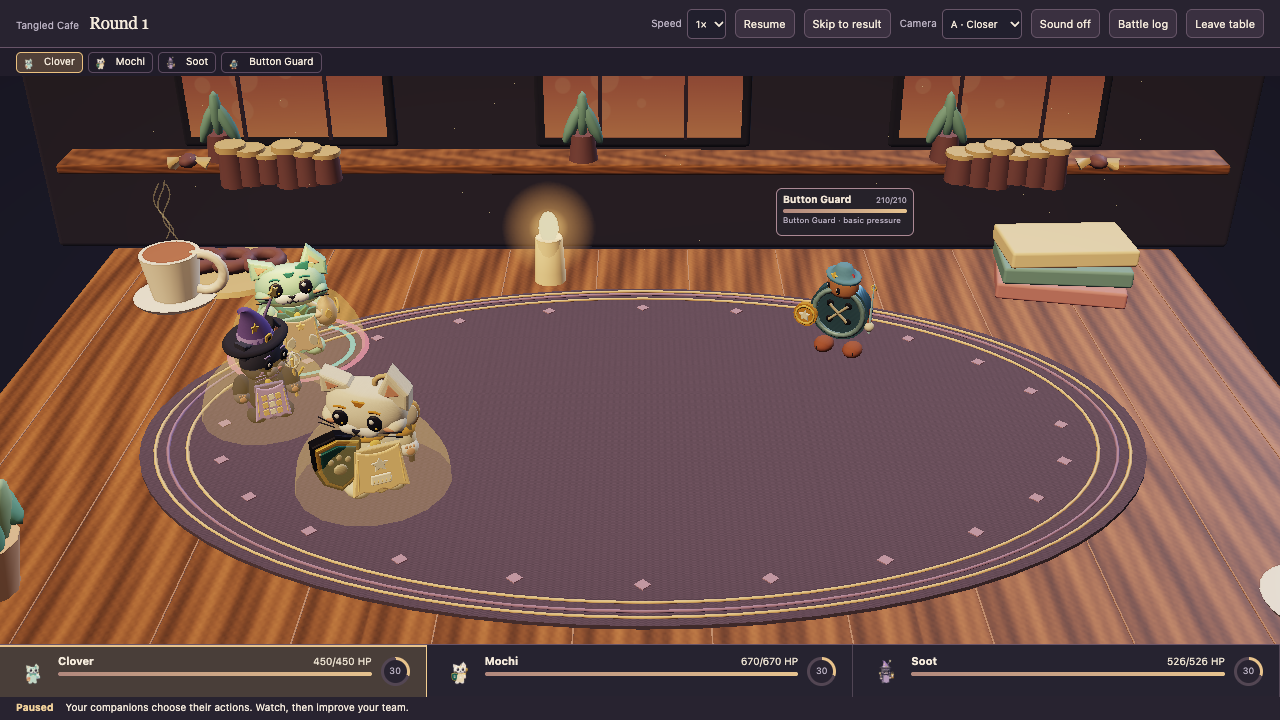 Tangled Cafe Round 1
Speed 1x Resume Skip to result Camera A · Closer Sound off Battle log Leave table
Clover Mochi Soot Button Guard
Button Guard 210/210
Button Guard · basic pressure
Clover 450/450 HP 30
Mochi 670/670 HP 30
Soot 526/526 HP 30
Paused Your companions choose their actions. Watch, then improve your team.